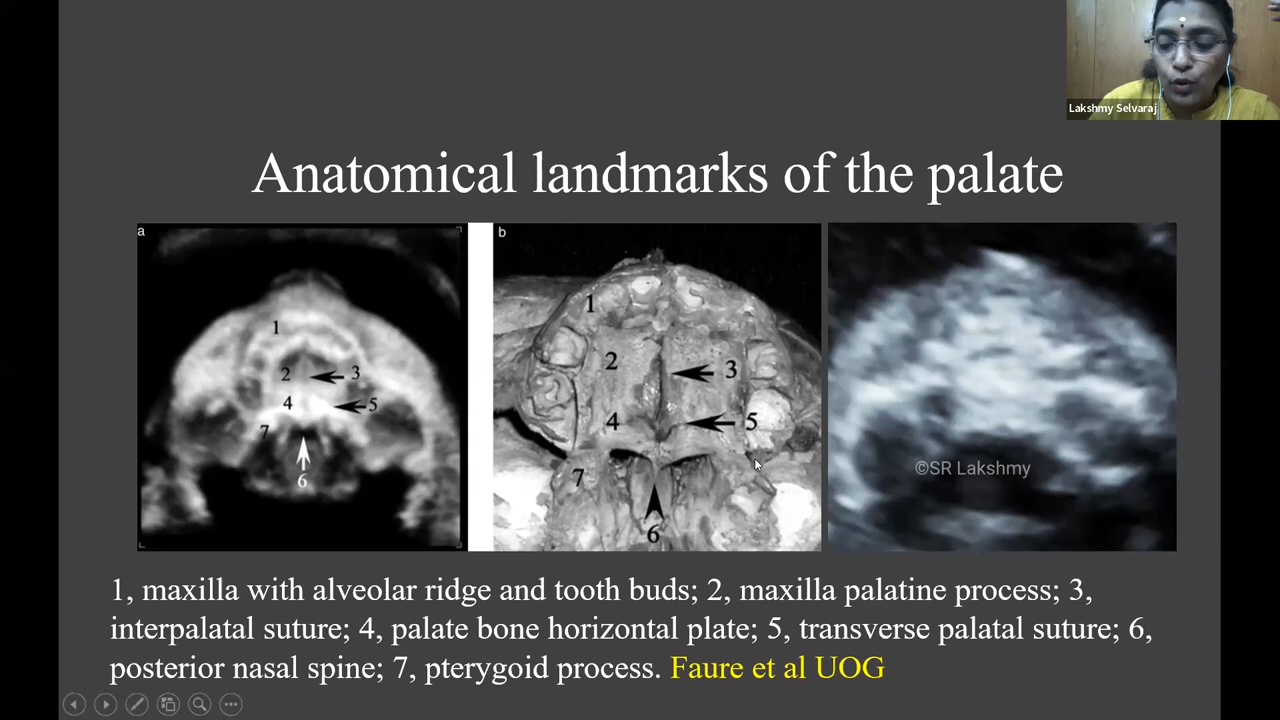 Lakshmy Selvaraj
Anatomical landmarks of the palate
a
1
2
3
4
5
7
6
b
1
2
3
4
5
7
6
©SR Lakshmy
1, maxilla with alveolar ridge and tooth buds; 2, maxilla palatine process; 3,
interpalatal suture; 4, palate bone horizontal plate; 5, transverse palatal suture; 6,
posterior nasal spine; 7, pterygoid process. Faure et al UOG